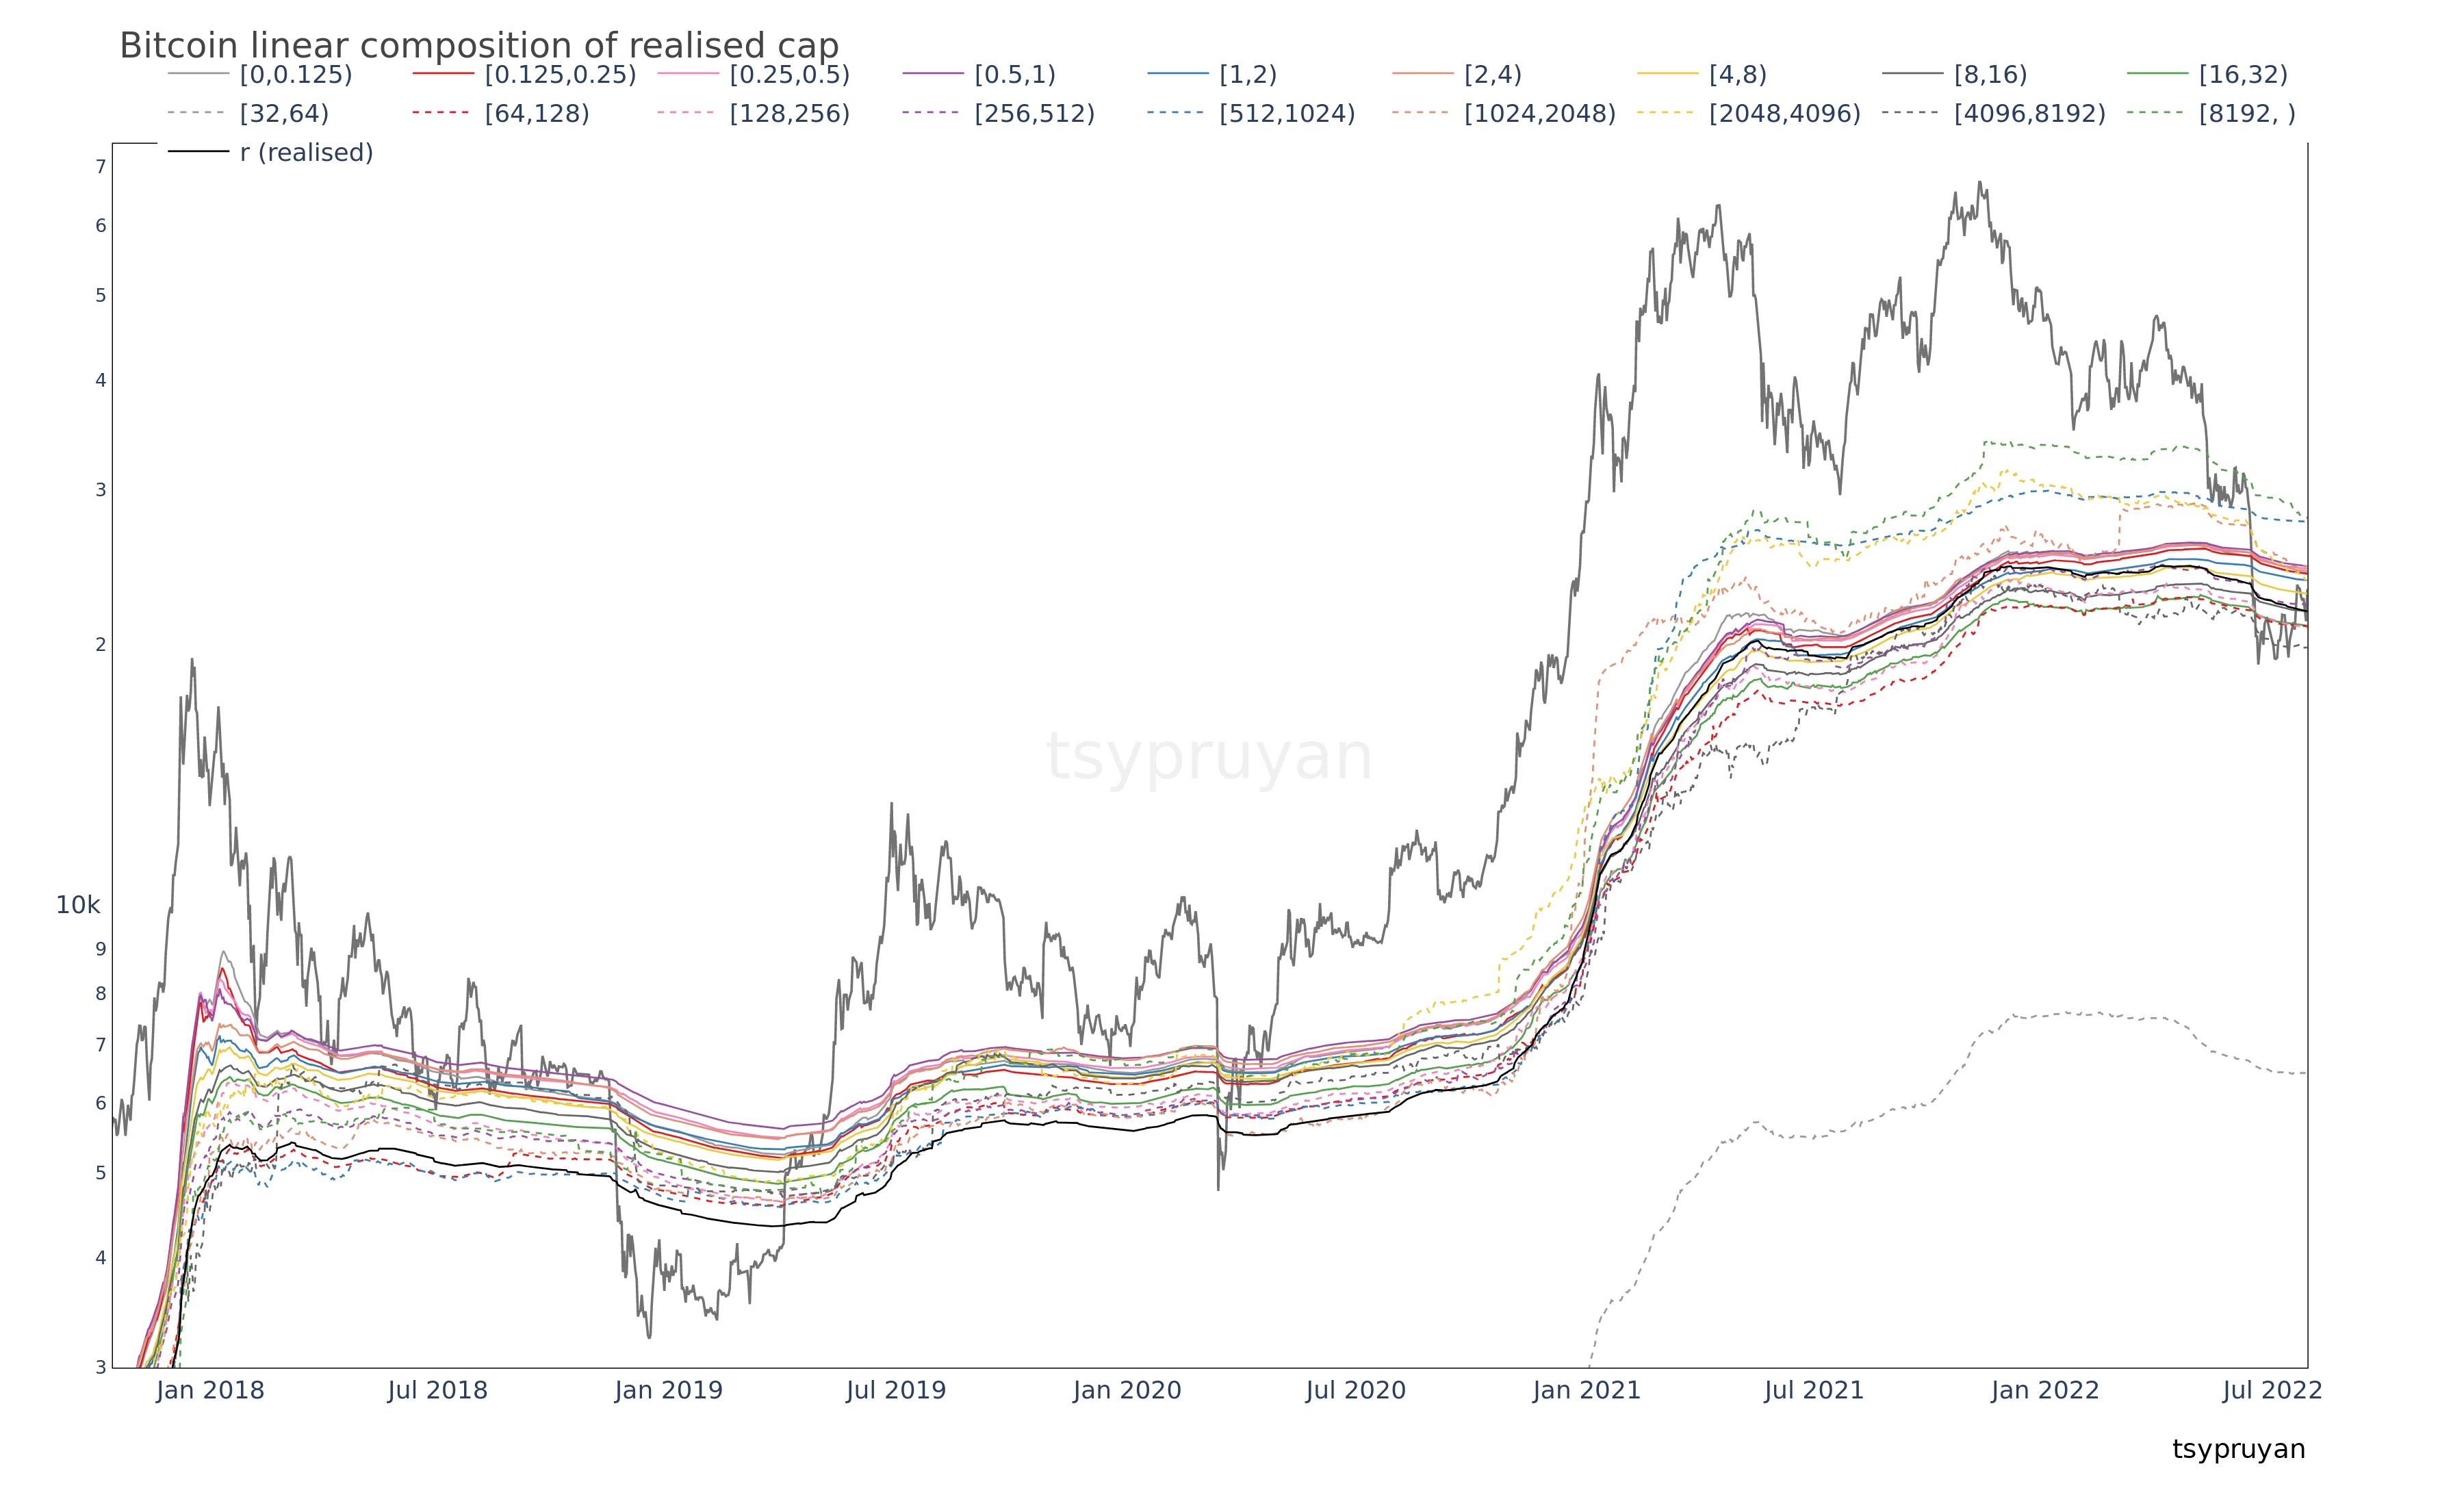 Bitcoin linear composition of realised cap
[0,0.125) [0.125,0.25) [0.25,0.5) [0.5,1) [1,2) [2,4) [4,8) [8,16) [16,32)
[32,64) [64,128) [128,256) [256,512) [512,1024) [1024,2048) [2048,4096) [4096,8192) [8192, )
r (realised)
7
6
5
4
3
2
tsypruyan
10k
9
8
7
6
5
4
3
Jan 2018 Jul 2018 Jan 2019 Jul 2019 Jan 2020 Jul 2020 Jan 2021 Jul 2021 Jan 2022 Jul 2022
tsypruyan